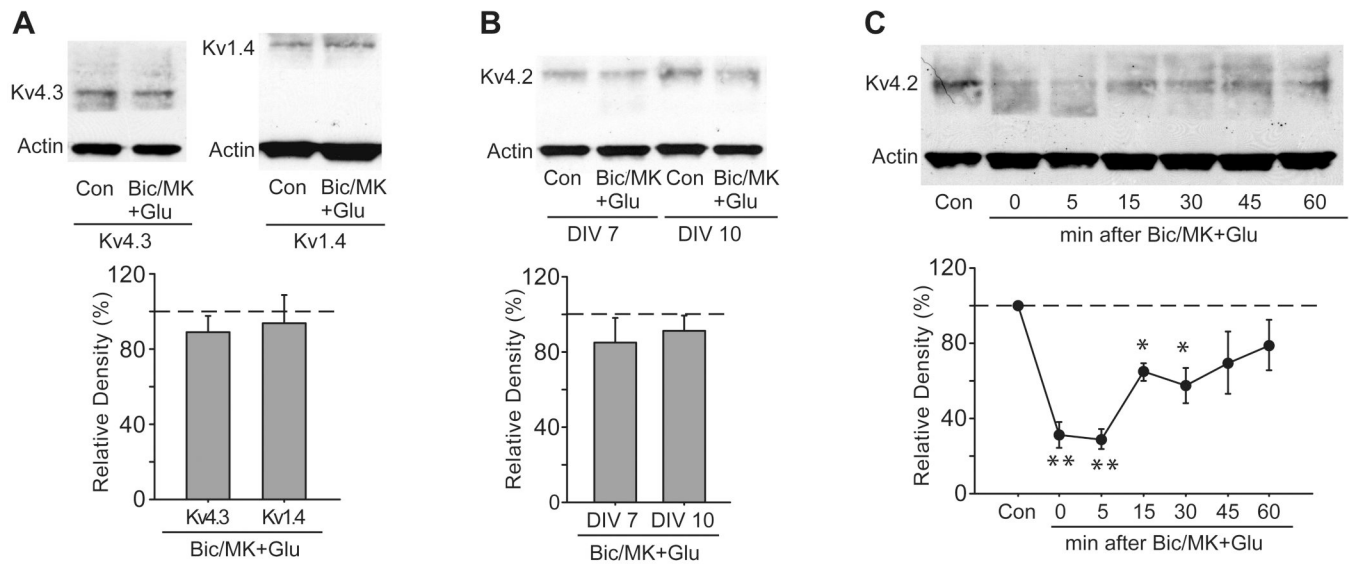 A
Kv4.3
Actin
Con Bic/MK
+Glu
Kv4.3
Kv1.4
Actin
Con Bic/MK
+Glu
Kv1.4
Relative Density (%)
120
80
40
0
Kv4.3 Kv1.4
Bic/MK+Glu
B
Kv4.2
Actin
Con Bic/MK Con Bic/MK
+Glu +Glu
DIV 7 DIV 10
Relative Density (%)
120
80
40
0
DIV 7 DIV 10
Bic/MK+Glu
C
Kv4.2
Actin
Con 0 5 15 30 45 60
min after Bic/MK+Glu
Relative Density (%)
120
80
40
0
** ** * *
Con 0 5 15 30 45 60
min after Bic/MK+Glu